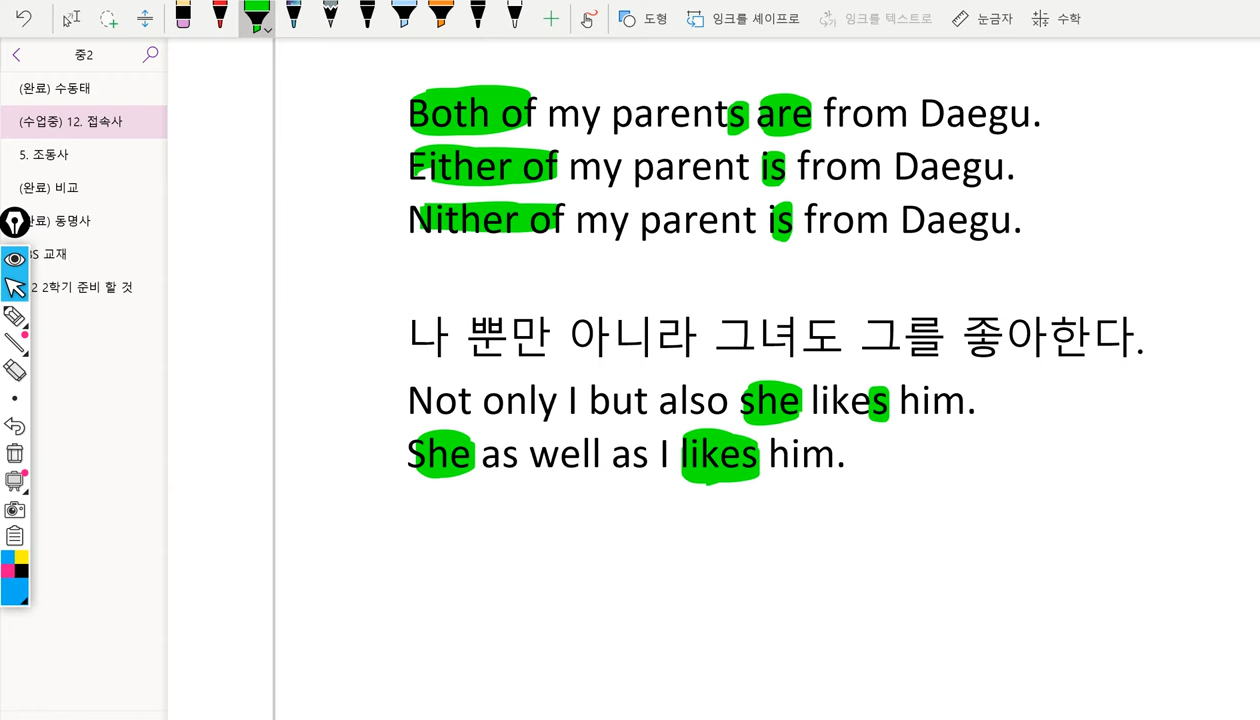 도형
잉크를 셰이프로
잉크를 텍스트로
눈금자
수학
중2
(완료) 수동태
(수업중) 12. 접속사
5. 조동사
(완료) 비교
료) 동명사
S 교재
2 2학기 준비 할 것
Both of my parents are from Daegu.
Either of my parent is from Daegu.
Nither of my parent is from Daegu.
나 뿐만 아니라 그녀도 그를 좋아한다.
Not only I but also she likes him.
She as well as I likes him.